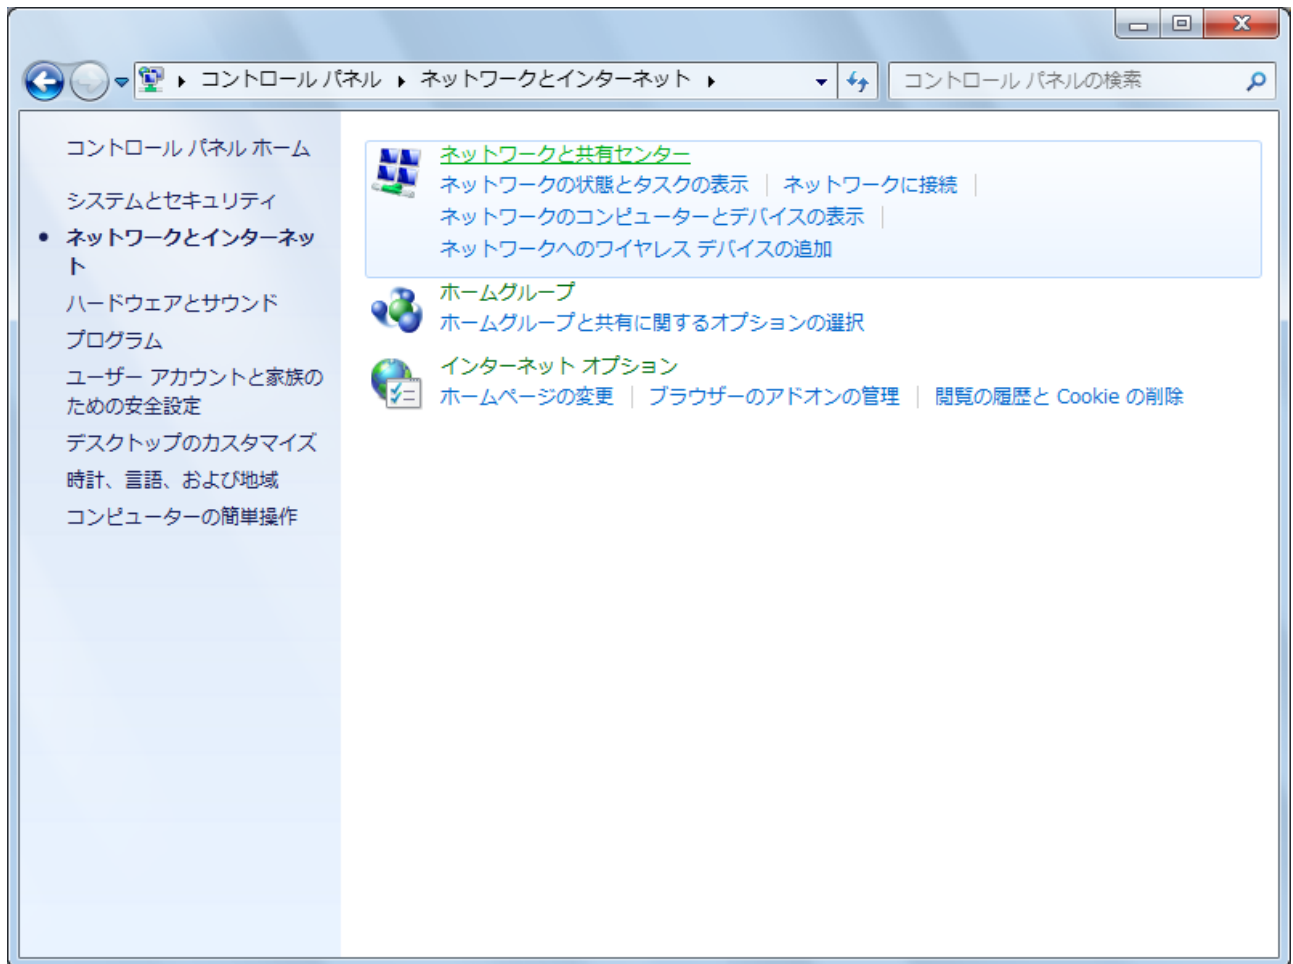 コントロール パネル ネットワークとインターネット コントロール パネルの検索
コントロール パネル ホーム
システムとセキュリティ
ネットワークとインターネッ
ト
ハードウェアとサウンド
プログラム
ユーザー アカウントと家族の
ための安全設定
デスクトップのカスタマイズ
時計、言語、および地域
コンピューターの簡単操作
ネットワークと共有センター
ネットワークの状態とタスクの表示 ネットワークに接続
ネットワークのコンピューターとデバイスの表示
ネットワークへのワイヤレス デバイスの追加
ホームグループ
ホームグループと共有に関するオプションの選択
インターネット オプション
ホームページの変更 ブラウザーのアドオンの管理 閲覧の履歴と Cookie の削除